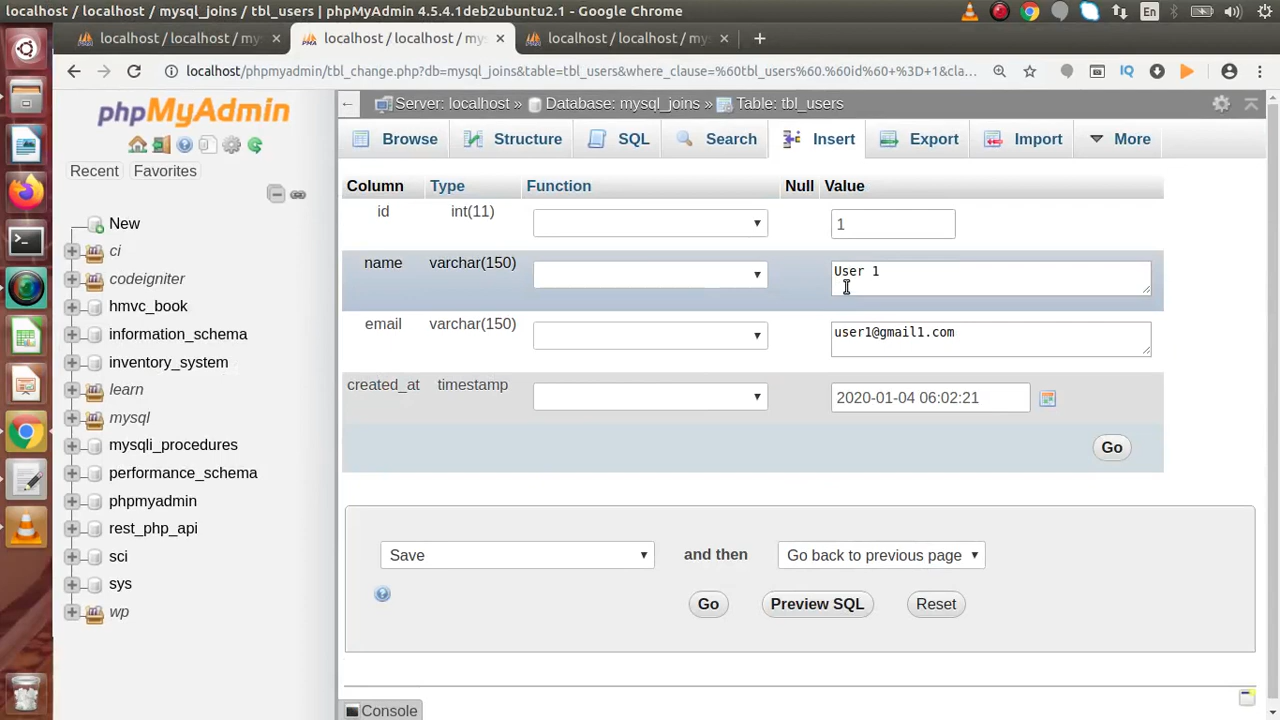 localhost / localhost / mysql_joins / tbl_users | phpMyAdmin 4.5.4.1deb2ubuntu2.1 - Google Chrome
En
localhost / localhost / my
localhost / localhost / my
localhost / localhost / my
localhost/phpmyadmin/tbl_change.php?db=mysql_joins&table=tbl_users&where_clause=%60tbl_users%60.%60id%60+%3D+1&cla...
IQ
phpMyAdmin
Recent
Favorites
New
ci
codeigniter
hmvc_book
information_schema
inventory_system
learn
mysql
mysqli_procedures
performance_schema
phpmyadmin
rest_php_api
sci
sys
wp
Server: localhost » Database: mysql_joins » Table: tbl_users
Browse Structure SQL Search Insert Export Import More
Column Type Function Null Value
id int(11) 1
name varchar(150) User 1
email varchar(150) user1@gmail1.com
created_at timestamp 2020-01-04 06:02:21
Go
Save and then Go back to previous page
Go Preview SQL Reset
Console